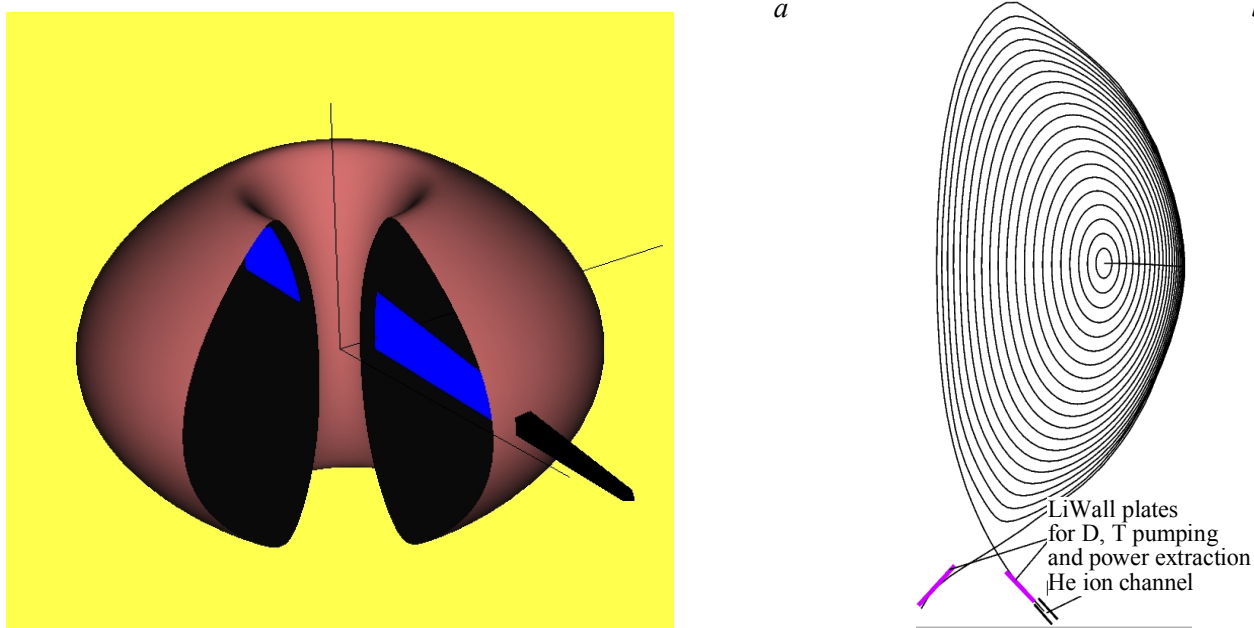 a
LiWall plates
for D, T pumping
and power extraction
He ion channel